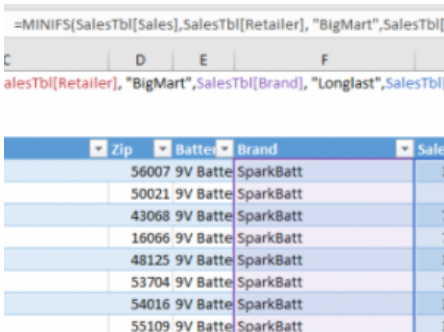 =MINIFS(SalesTbl[Sales],SalesTbl[Retailer], "BigMart",SalesTbl[
C D E F
alesTbl[Retailer], "BigMart",SalesTbl[Brand], "Longlast",SalesTbl[
Zip Batter Brand Sale
56007 9V Batte SparkBatt
50021 9V Batte SparkBatt
43068 9V Batte SparkBatt
16066 9V Batte SparkBatt
48125 9V Batte SparkBatt
53704 9V Batte SparkBatt
54016 9V Batte SparkBatt
55109 9V Batte SparkBatt